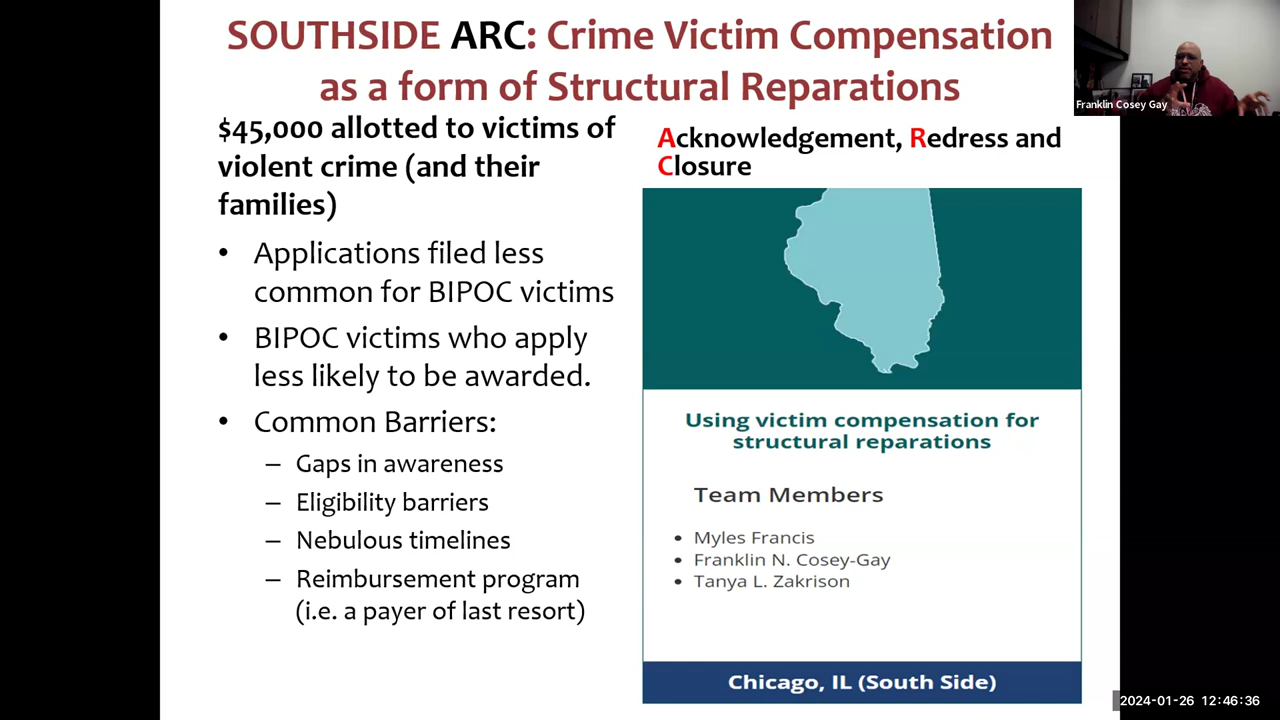 SOUTHSIDE ARC: Crime Victim Compensation
as a form of Structural Reparations
Franklin Cosey Gay
$45,000 allotted to victims of
violent crime (and their
families)
• Applications filed less
common for BIPOC victims
• BIPOC victims who apply
less likely to be awarded.
• Common Barriers:
– Gaps in awareness
– Eligibility barriers
– Nebulous timelines
– Reimbursement program
(i.e. a payer of last resort)
Acknowledgement, Redress and
Closure
Using victim compensation for
structural reparations
Team Members
• Myles Francis
• Franklin N. Cosey-Gay
• Tanya L. Zakrison
Chicago, IL (South Side)
2024-01-26 12:46:36